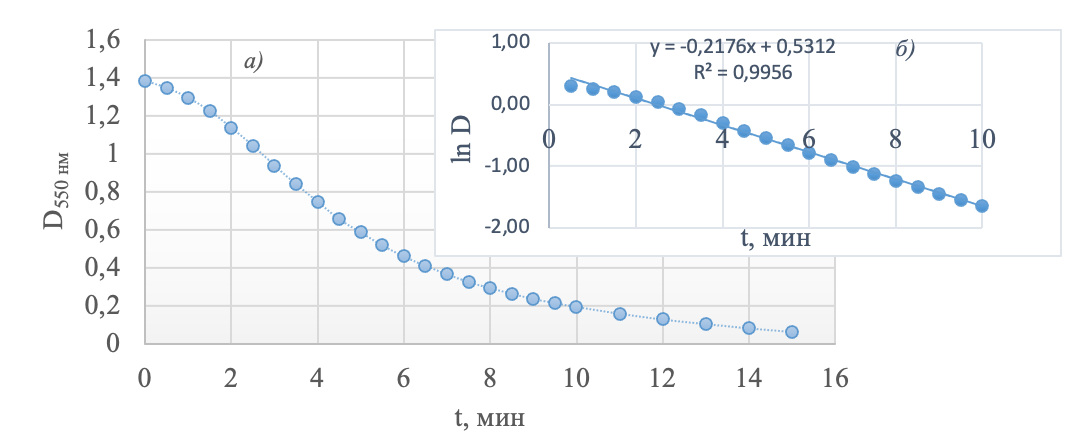 1,6
1,4
1,2
1
0,8
0,6
0,4
0,2
0
D550 нм
а)
0 2 4 6 8 10 12 14 16
t, мин
y = -0,2176x + 0,5312
R² = 0,9956
б)
1,00
0,00
-1,00
-2,00
ln D
0 2 4 6 8 10
t, мин